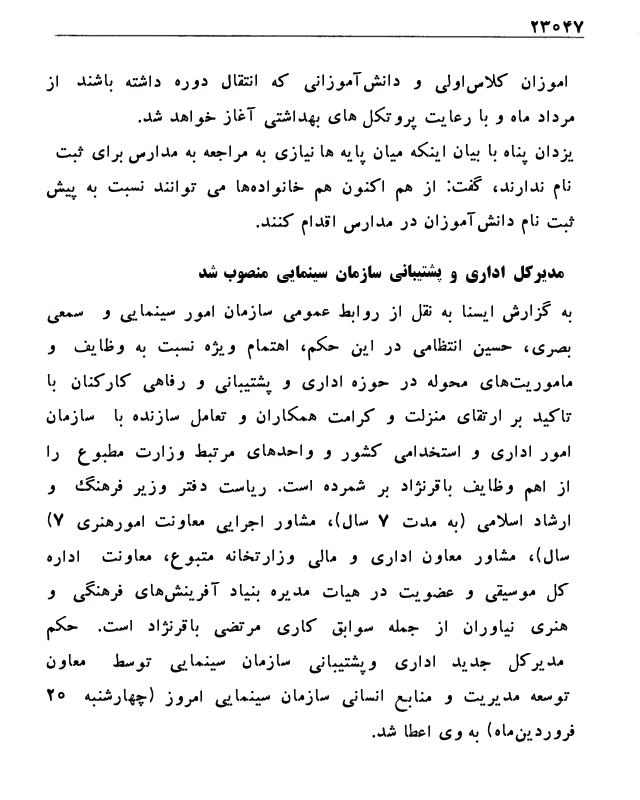 ۲۳۰۴۷
اموزان کلاس‌اولی و دانش‌آموزانی که انتقال دوره داشته باشند از
مرداد ماه و با رعایت پروتکل های بهداشتی آغاز خواهد شد.
یزدان پناه با بیان اینکه میان پایه ها نیازی به مراجعه به مدارس برای ثبت
نام ندارند، گفت: از هم اکنون هم خانواده‌ها می توانند نسبت به پیش
ثبت نام دانش‌آموزان در مدارس اقدام کنند.
مدیرکل اداری و پشتیبانی سازمان سینمایی منصوب شد
به گزارش ایسنا به نقل از روابط عمومی سازمان امور سینمایی و سمعی
بصری، حسین انتظامی در این حکم، اهتمام ویژه نسبت به وظایف و
ماموریت‌های محوله در حوزه اداری و پشتیبانی و رفاهی کارکنان با
تاکید بر ارتقای منزلت و کرامت همکاران و تعامل سازنده با سازمان
امور اداری و استخدامی کشور و واحدهای مرتبط وزارت مطبوع را
از اهم وظایف باقرنژاد بر شمرده است. ریاست دفتر وزیر فرهنگ و
ارشاد اسلامی (به مدت ۷ سال)، مشاور اجرایی معاونت امورهنری ۷)
سال)، مشاور معاون اداری و مالی وزارتخانه متبوع، معاونت اداره
کل موسیقی و عضویت در هیات مدیره بنیاد آفرینش‌های فرهنگی و
هنری نیاوران از جمله سوابق کاری مرتضی باقرنژاد است. حکم
مدیرکل جدید اداری وپشتیبانی سازمان سینمایی توسط معاون
توسعه مدیریت و منابع انسانی سازمان سینمایی امروز (چهارشنبه ۲۰
فروردین‌ماه) به وی اعطا شد.